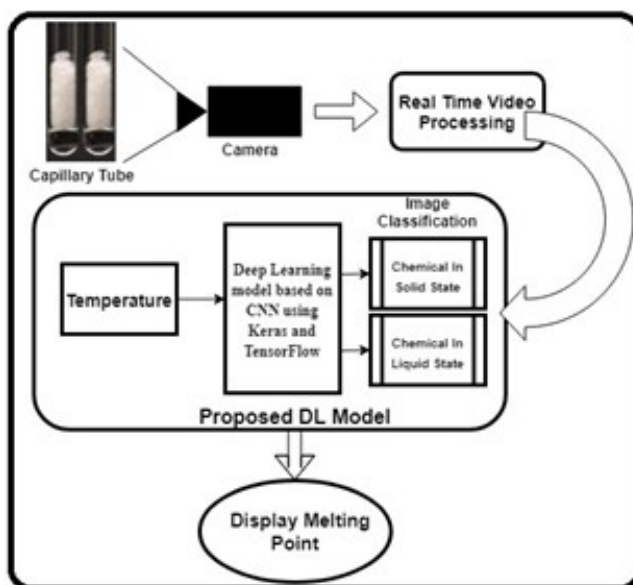 Real Time Video
Processing
Camera
Capillary Tube
Image
Classification
Temperature
Deep Learning
model based on
CNN using
Keras and
TensorFlow
Chemical In
Solid State
Chemical In
Liquid State
Proposed DL Model
Display Melting
Point